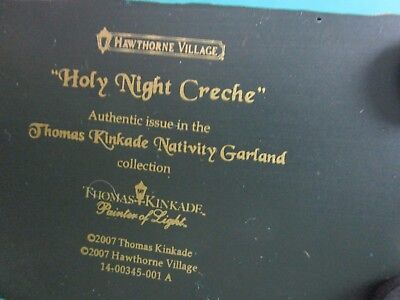 HAWTHORNE VILLAGE
"Holy Night Creche"
Authentic issue in the
Thomas Kinkade Nativity Garland
collection
THOMAS KINKADE
Painter of Light™
©2007 Thomas Kinkade
©2007 Hawthorne Village
14-00345-001 A